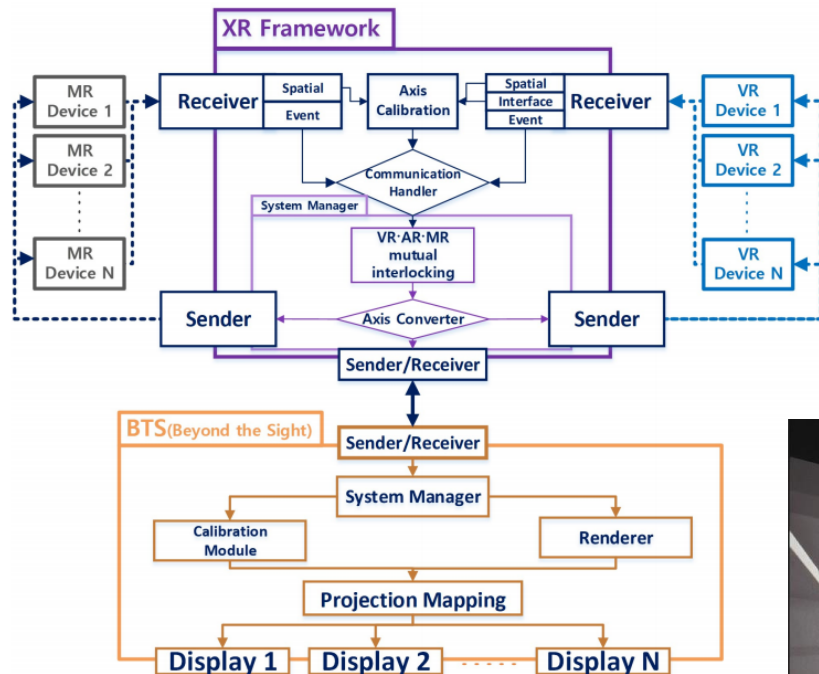 XR Framework
MR
Device 1
MR
Device 2
MR
Device N
Receiver
Spatial
Event
Axis
Calibration
Spatial
Interface
Event
Receiver
VR
Device 1
VR
Device 2
VR
Device N
Communication
Handler
System Manager
VR·AR·MR
mutual
interlocking
Sender
Axis Converter
Sender
Sender/Receiver
BTS(Beyond the Sight)
Sender/Receiver
System Manager
Calibration
Module
Renderer
Projection Mapping
Display 1
Display 2
Display N